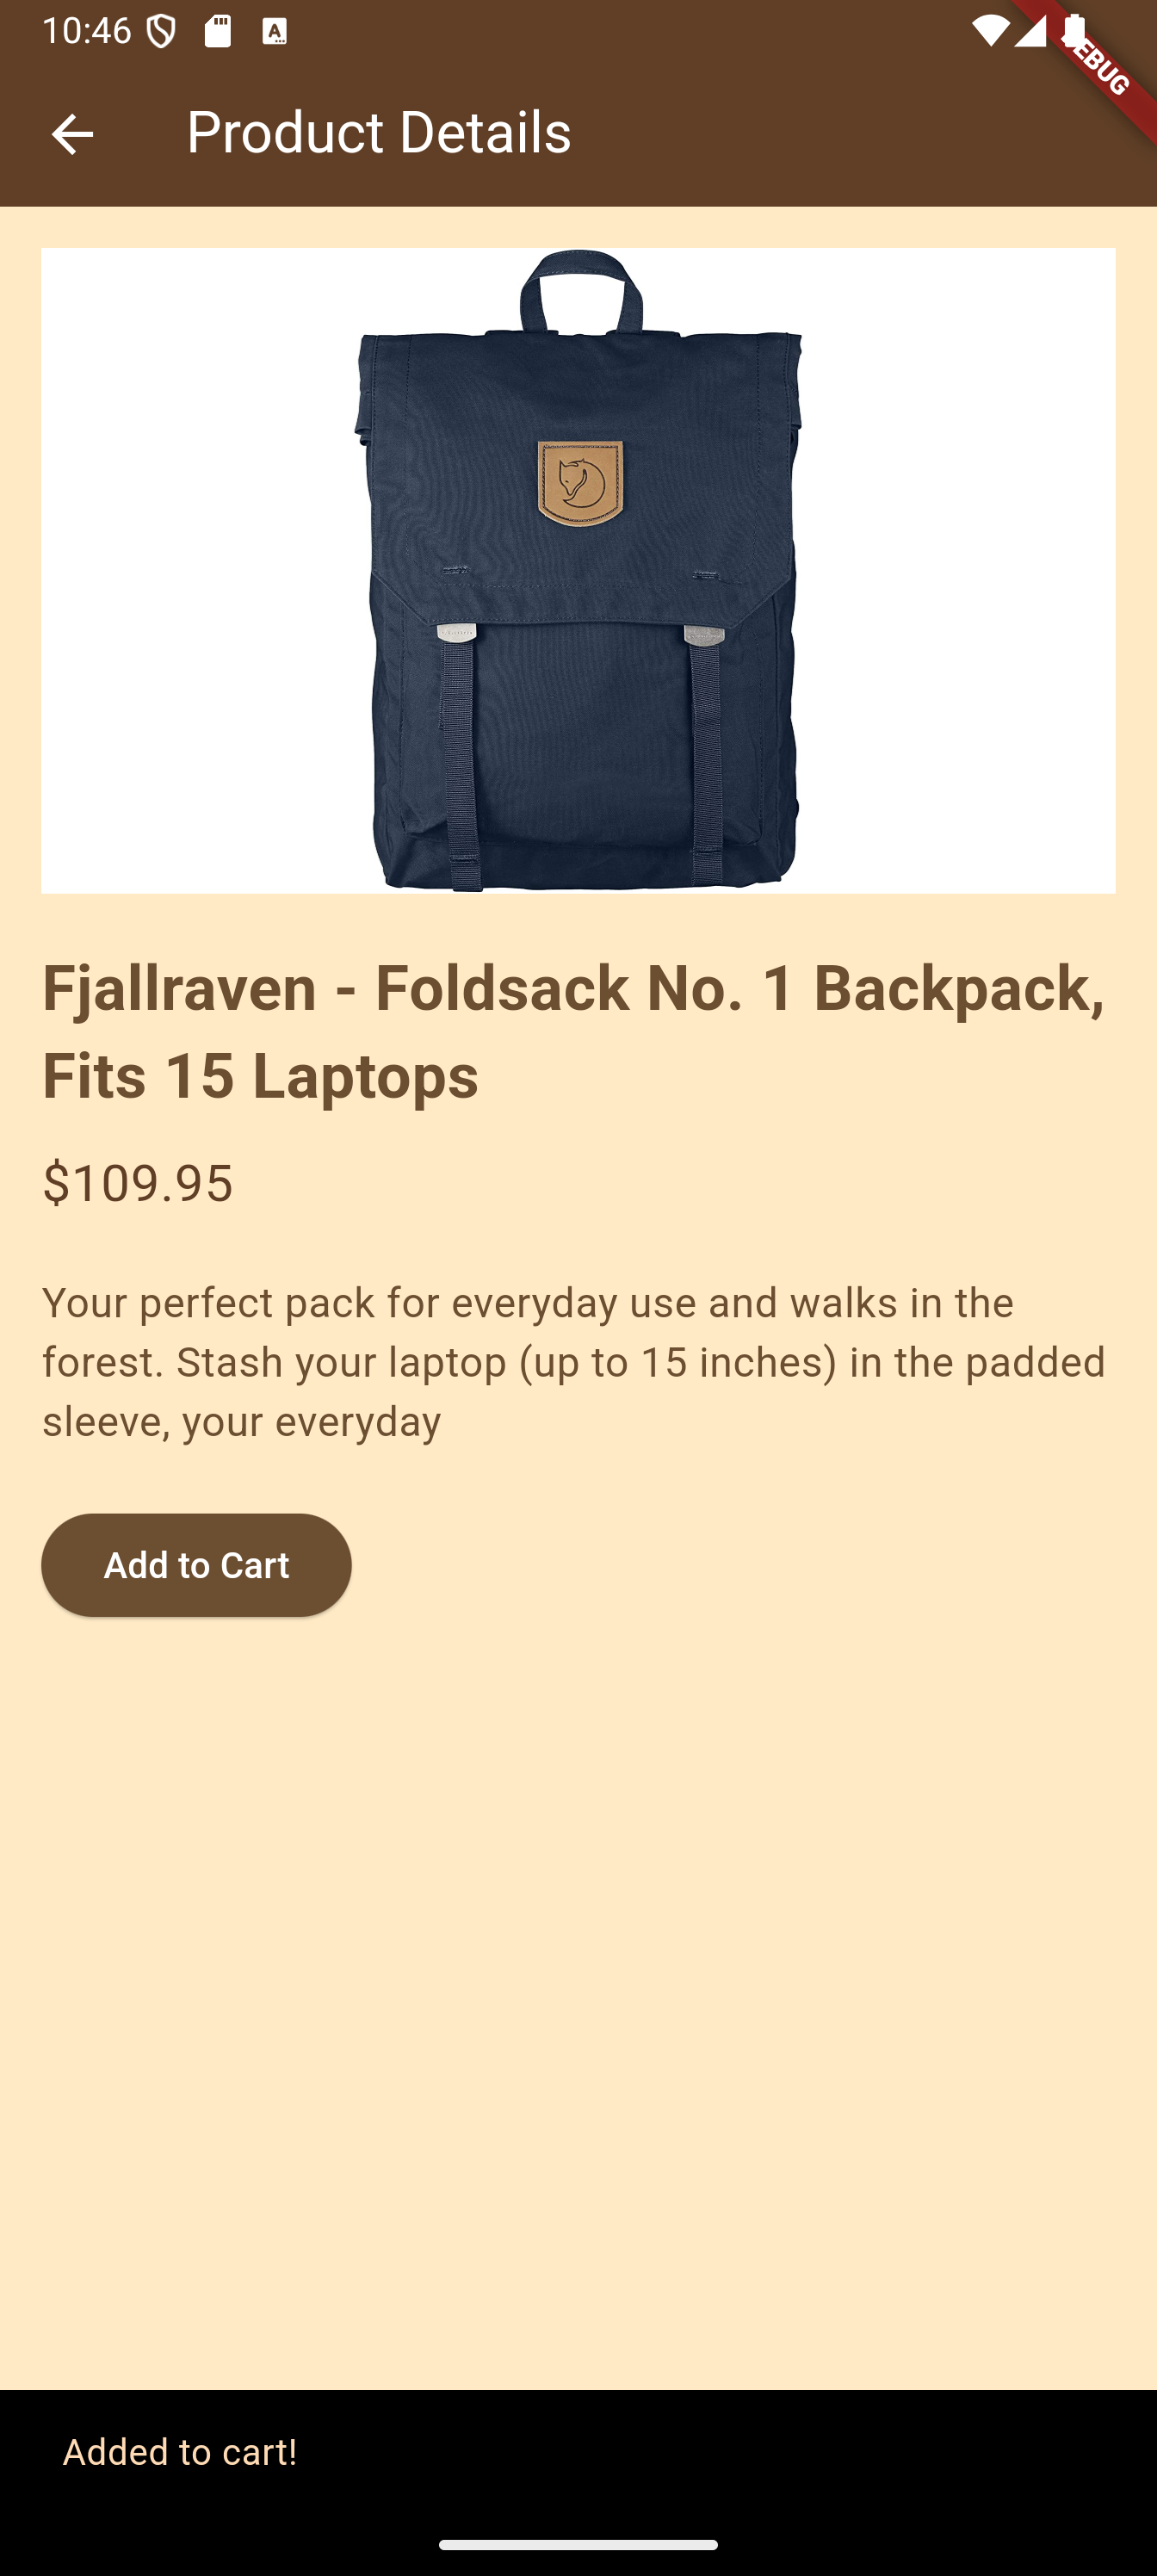 10:46
DEBUG
Product Details
Fjallraven - Foldsack No. 1 Backpack,
Fits 15 Laptops
$109.95
Your perfect pack for everyday use and walks in the
forest. Stash your laptop (up to 15 inches) in the padded
sleeve, your everyday
Add to Cart
Added to cart!